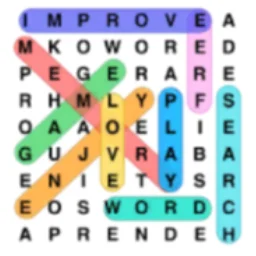 I M P R O V E A
M K O W O R E D
P E G E R A R E
R H M L Y P F S
O A A O E L I E
G U J V R A B A
E N I E T Y S R
E O S W O R D C
A P R E N D E H